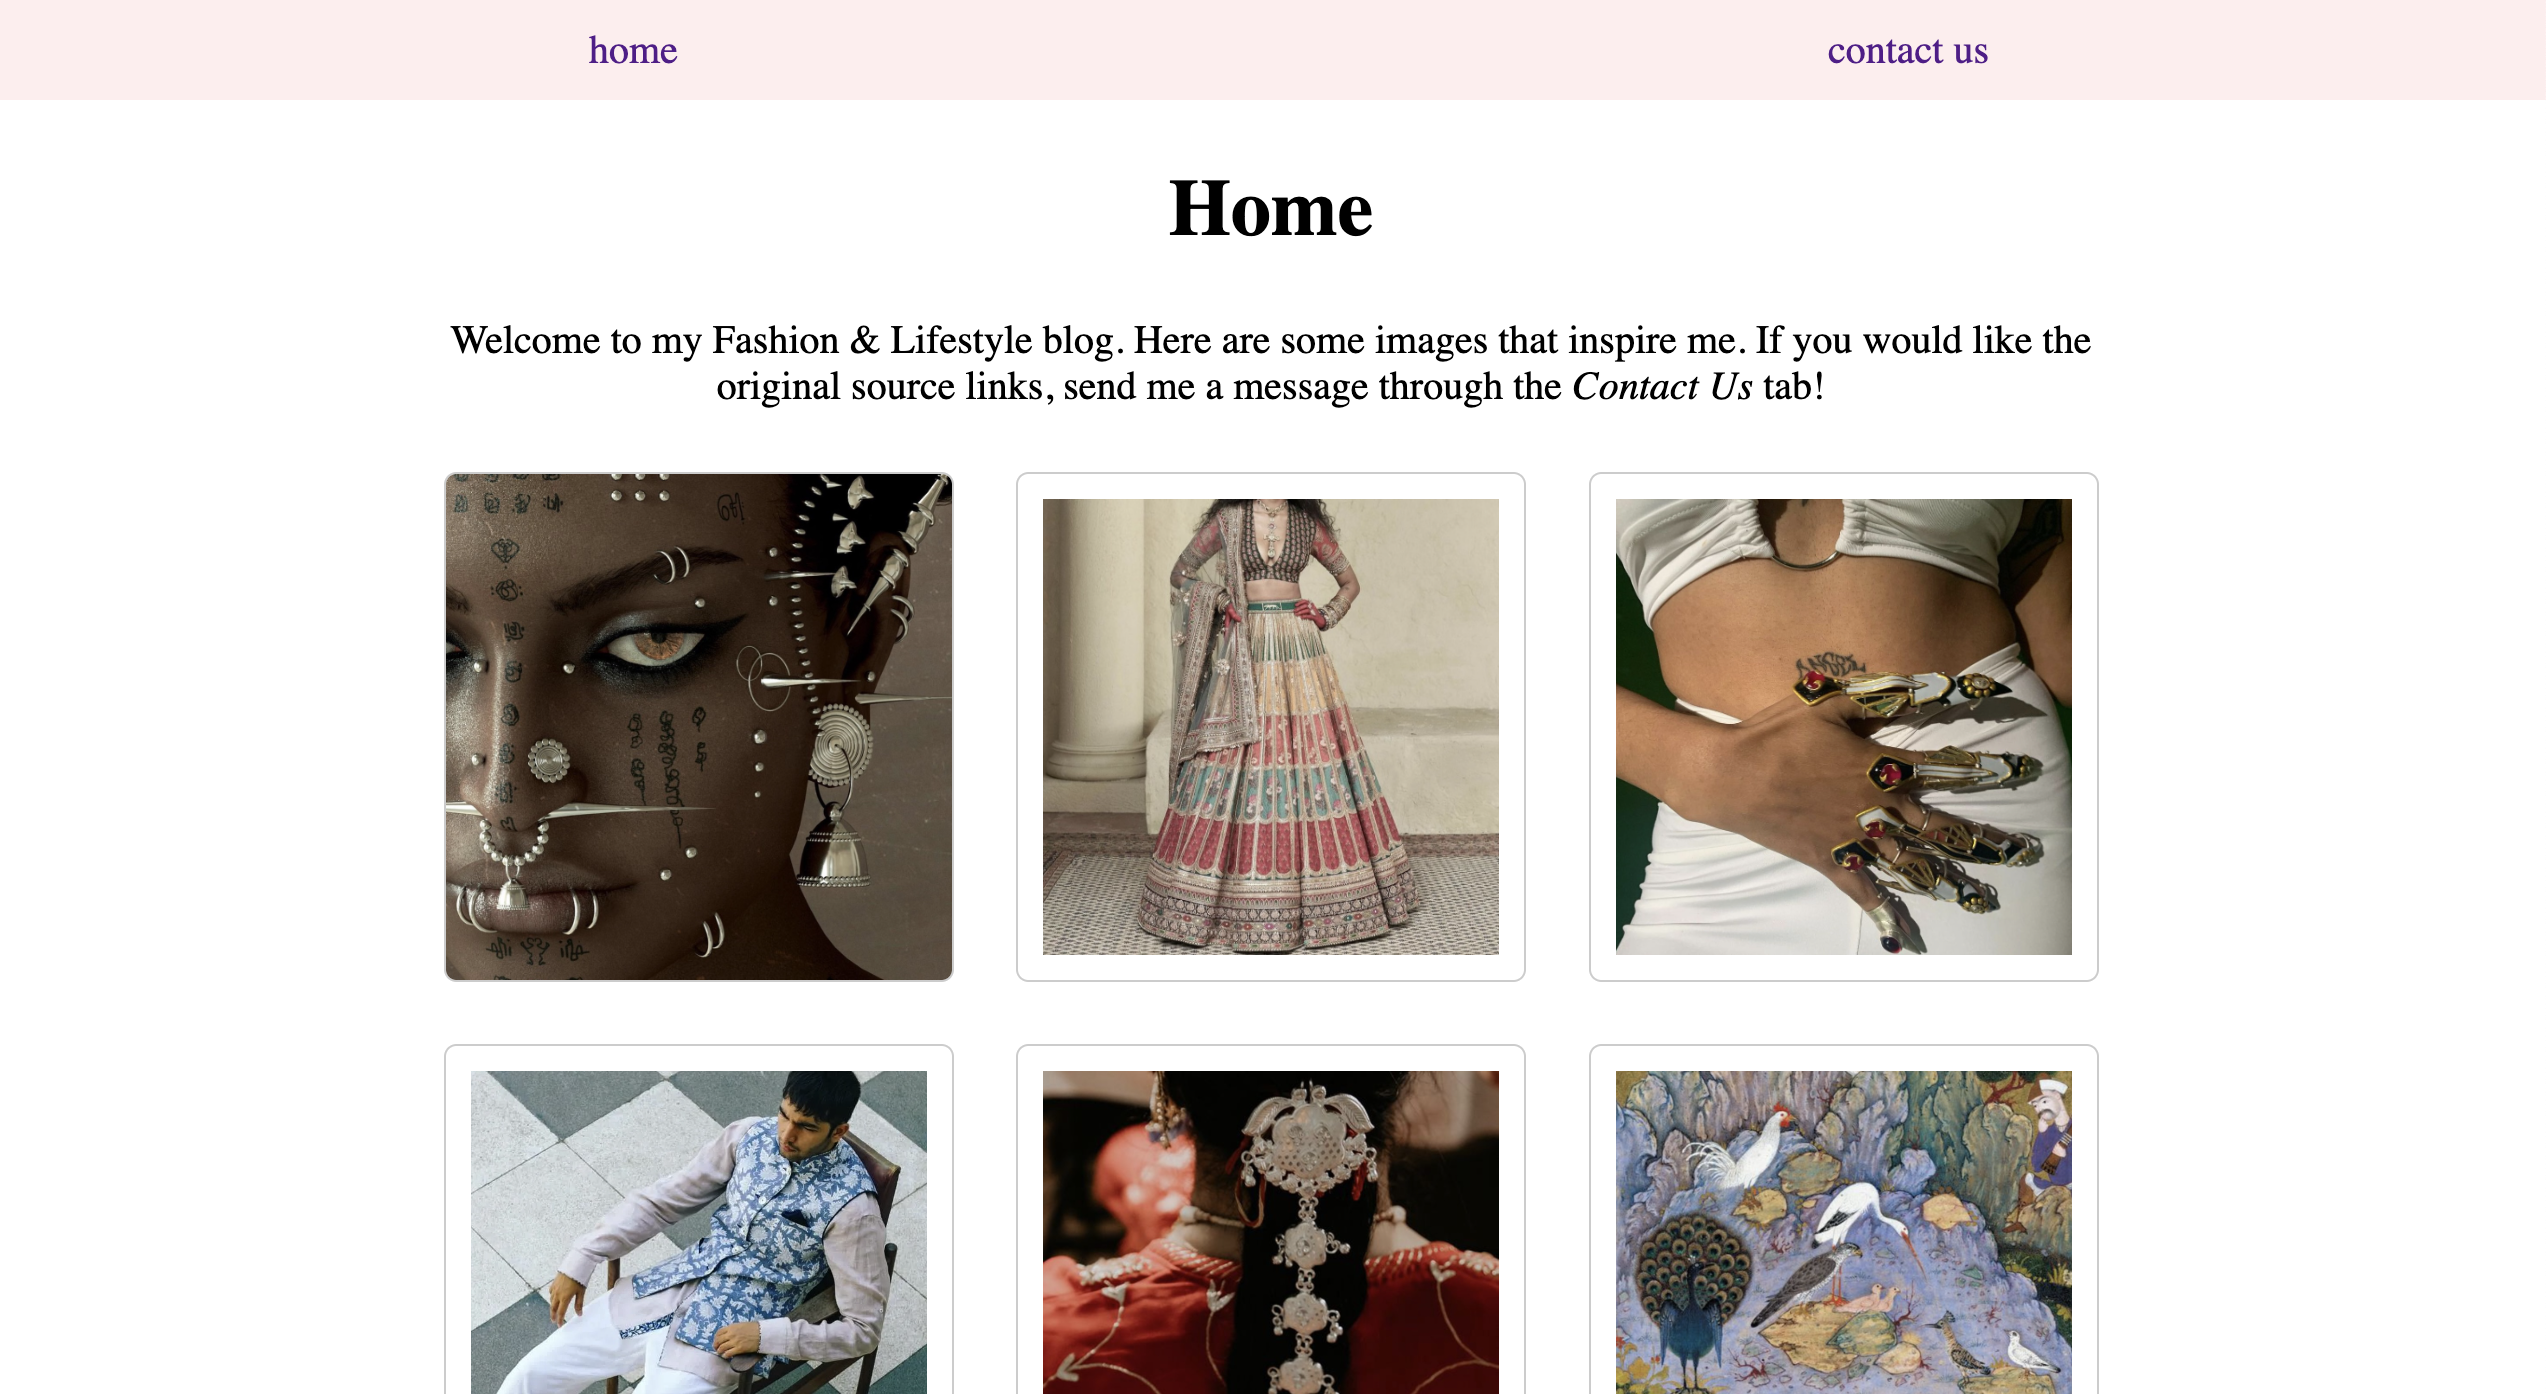 home
contact us
Home
Welcome to my Fashion & Lifestyle blog. Here are some images that inspire me. If you would like the
original source links, send me a message through the Contact Us tab!
ANGEL